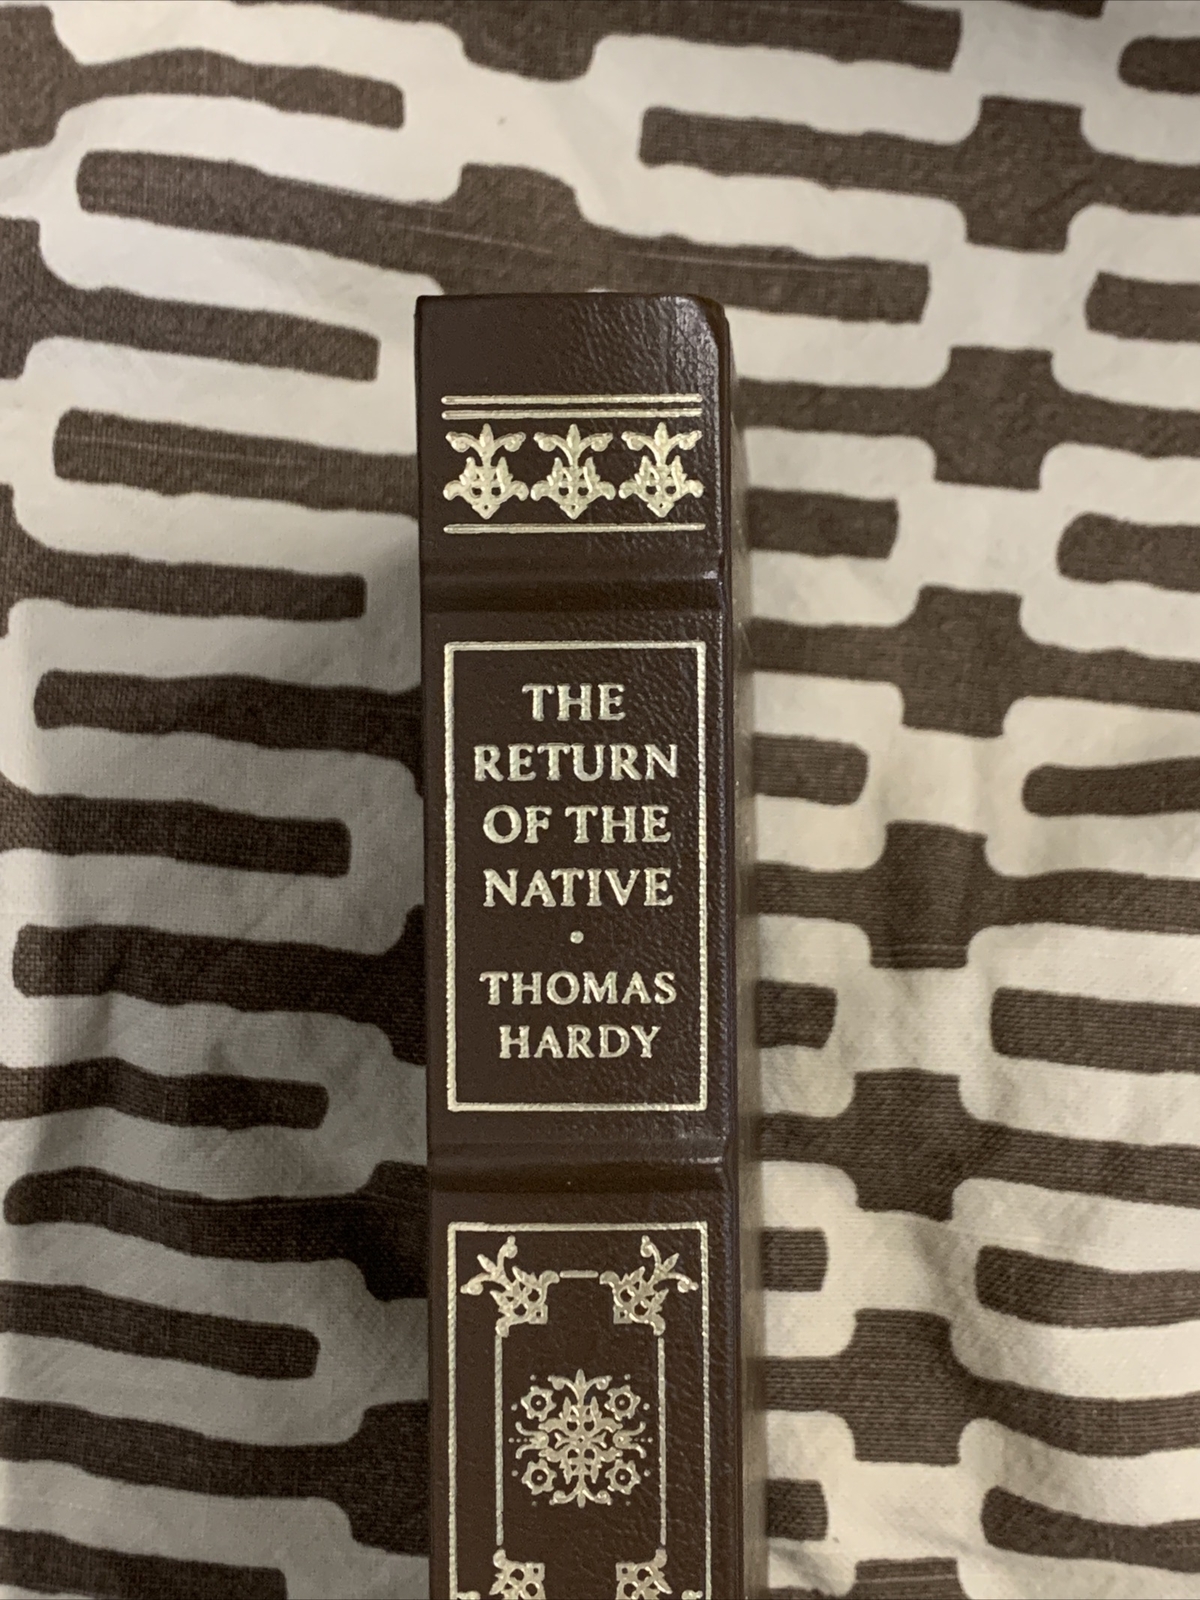 THE
RETURN
OF THE
NATIVE
•
THOMAS
HARDY